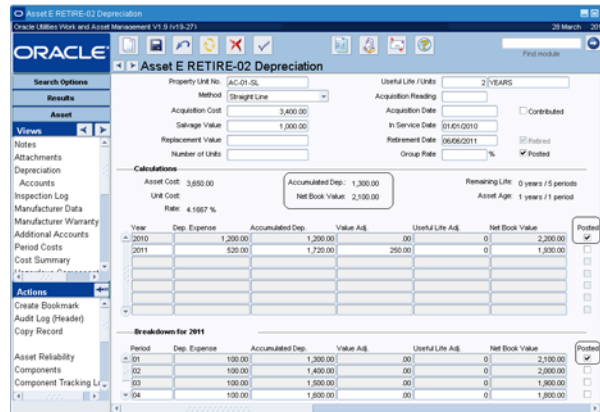 Asset E RETIRE-02 Depreciation
Oracle Utilities Work and Asset Management V1.9 (v19-27) 28 March 201
ORACLE
Find module
Asset E RETIRE-02 Depreciation
Search Options
Results
Asset
Views
Notes
Attachments
Depreciation
Accounts
Inspection Log
Manufacturer Data
Manufacturer Warranty
Additional Accounts
Period Costs
Cost Summary
Actions
Create Bookmark
Audit Log (Header)
Copy Record
Asset Reliability
Components
Component Tracking
Property Unit No. AC-01-SL Useful Life / Units 2 YEARS
Method Straight Line Acquisition Reading
Acquisition Cost 3,400.00 Acquisition Date Contributed
Salvage Value 1,000.00 In Service Date 01/01/2010
Replacement Value Retirement Date 06/06/2011 Retired
Number of Units Group Rate % Posted
Calculations
Asset Cost: 3,650.00 Accumulated Dep.: 1,300.00 Remaining Life: 0 years / 5 periods
Unit Cost: Net Book Value: 2,100.00 Asset Age: 1 years / 1 period
Rate: 4.1667 %
Year Dep. Expense Accumulated Dep. Value Adj. Useful Life Adj. Net Book Value Posted
2010 1,200.00 1,200.00 .00 0 2,200.00
2011 520.00 1,720.00 250.00 0 1,930.00
Breakdown for 2011
Period Dep. Expense Accumulated Dep. Value Adj. Useful Life Adj. Net Book Value Posted
01 100.00 1,300.00 .00 0 2,100.00
02 100.00 1,400.00 .00 0 2,000.00
03 100.00 1,500.00 .00 0 1,900.00
04 100.00 1,600.00 .00 0 1,800.00